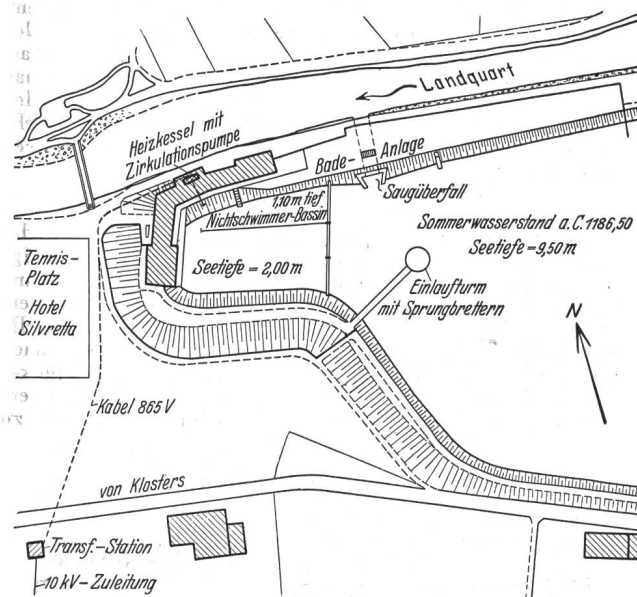 Landquart
Heizkessel mit
Zirkulationspumpe
Bade- Anlage
Saugüberfall
1,10 m tief
Nichtschwimmer-Bassin
Sommerwasserstand a.C. 1186,50
Seetiefe = 9,50 m
Seetiefe = 2,00 m
Tennis-
Platz
Hotel
Silvretta
Einlaufturm
mit Sprungbrettern
N
Kabel 865 V
von Klosters
Transf.-Station
10 kV-Zuleitung